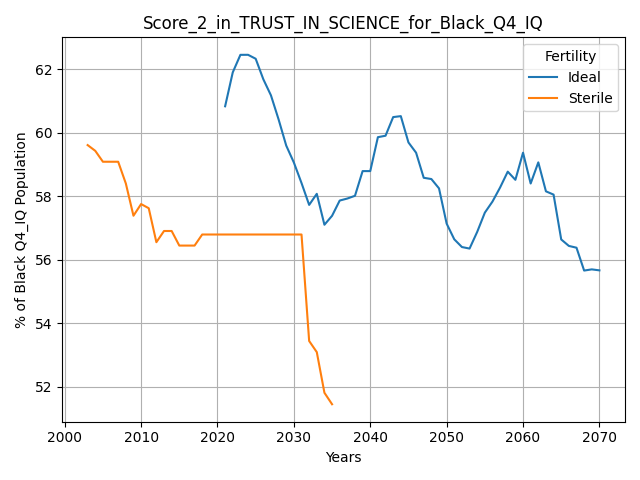 Score_2_in_TRUST_IN_SCIENCE_for_Black_Q4_IQ
Fertility
Ideal
Sterile
% of Black Q4_IQ Population
62
60
58
56
54
52
2000 2010 2020 2030 2040 2050 2060 2070
Years